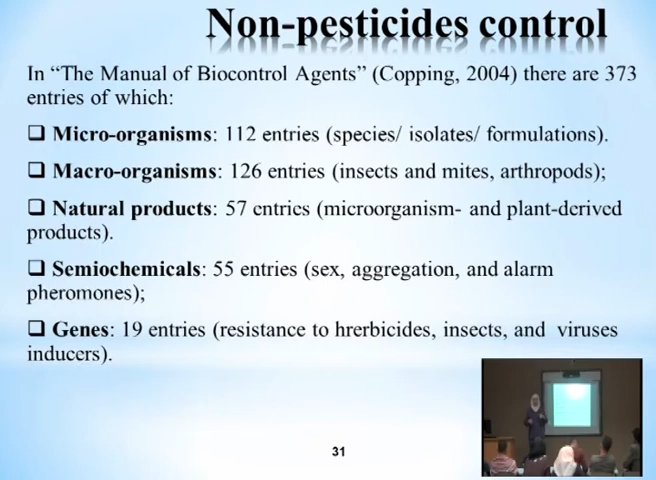 Non-pesticides control
In “The Manual of Biocontrol Agents” (Copping, 2004) there are 373
entries of which:
❑ Micro-organisms: 112 entries (species/ isolates/ formulations).
❑ Macro-organisms: 126 entries (insects and mites, arthropods);
❑ Natural products: 57 entries (microorganism- and plant-derived
products).
❑ Semiochemicals: 55 entries (sex, aggregation, and alarm
pheromones);
❑ Genes: 19 entries (resistance to hrerbicides, insects, and viruses
inducers).
31